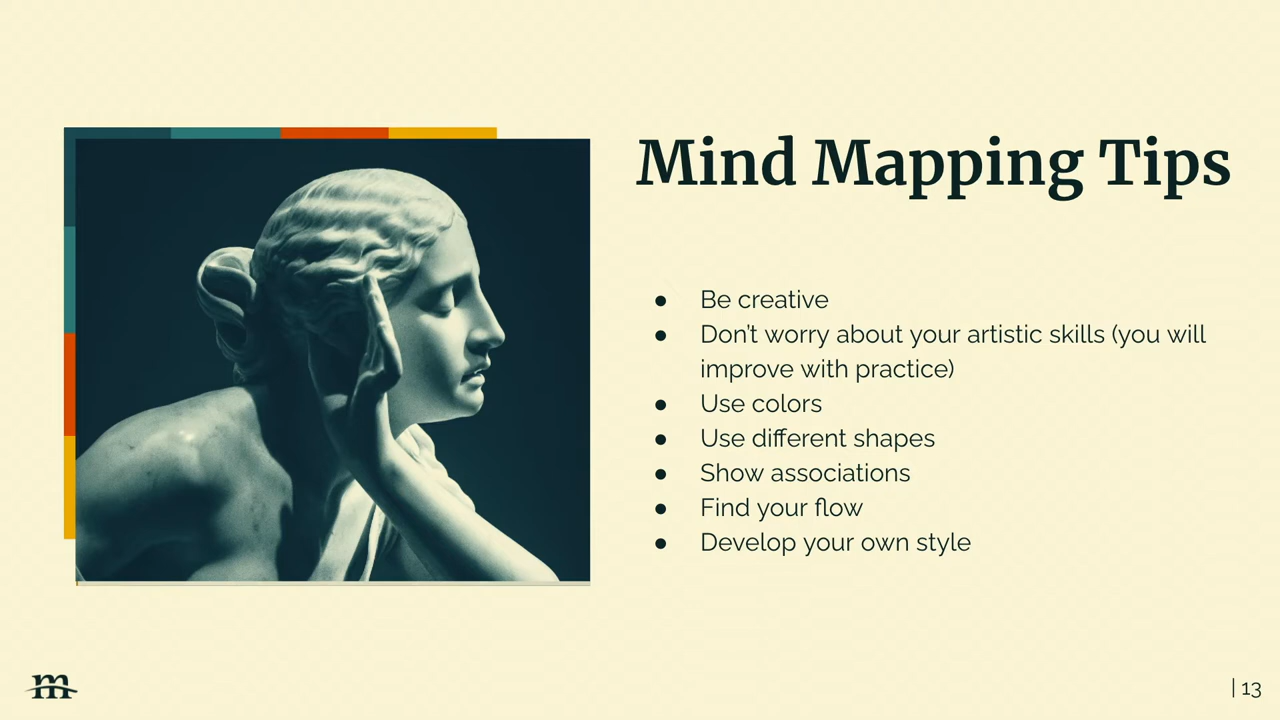 Mind Mapping Tips
● Be creative
● Don't worry about your artistic skills (you will
improve with practice)
● Use colors
● Use different shapes
● Show associations
● Find your flow
● Develop your own style
m
| 13